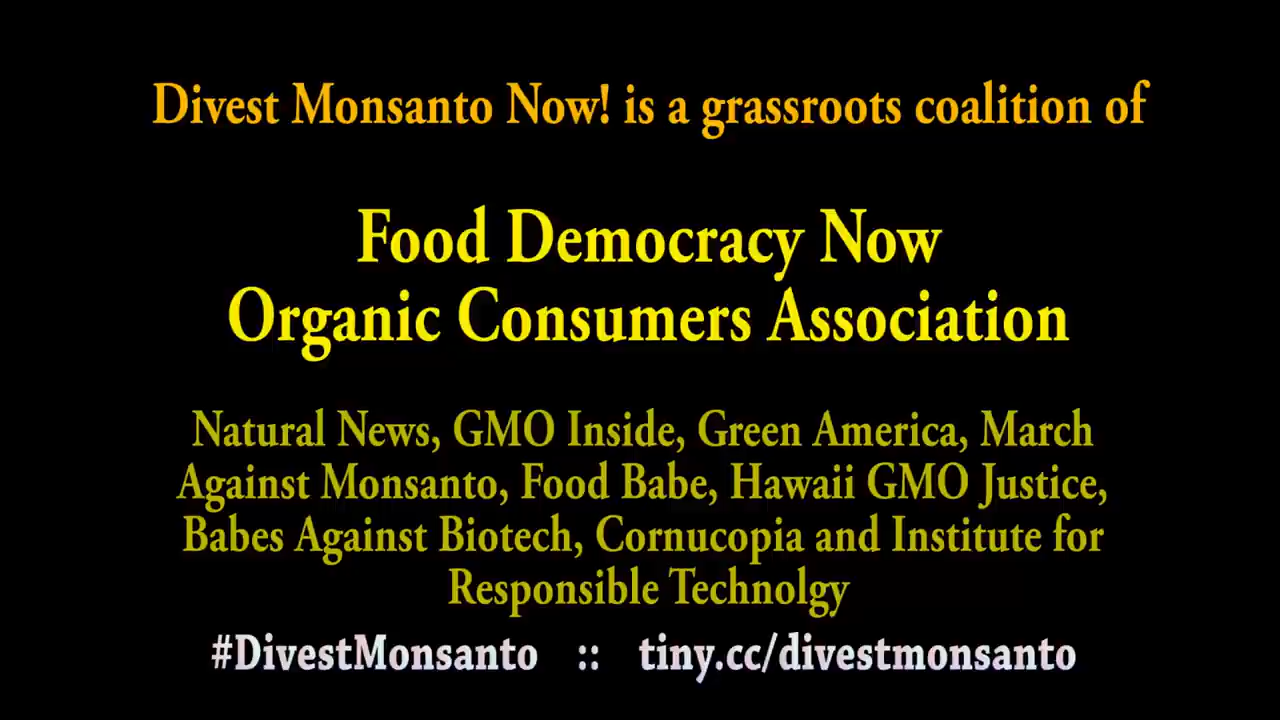 Divest Monsanto Now! is a grassroots coalition of
Food Democracy Now
Organic Consumers Association
Natural News, GMO Inside, Green America, March
Against Monsanto, Food Babe, Hawaii GMO Justice,
Babes Against Biotech, Cornucopia and Institute for
Responsible Technolgy
#DivestMonsanto :: tiny.cc/divestmonsanto